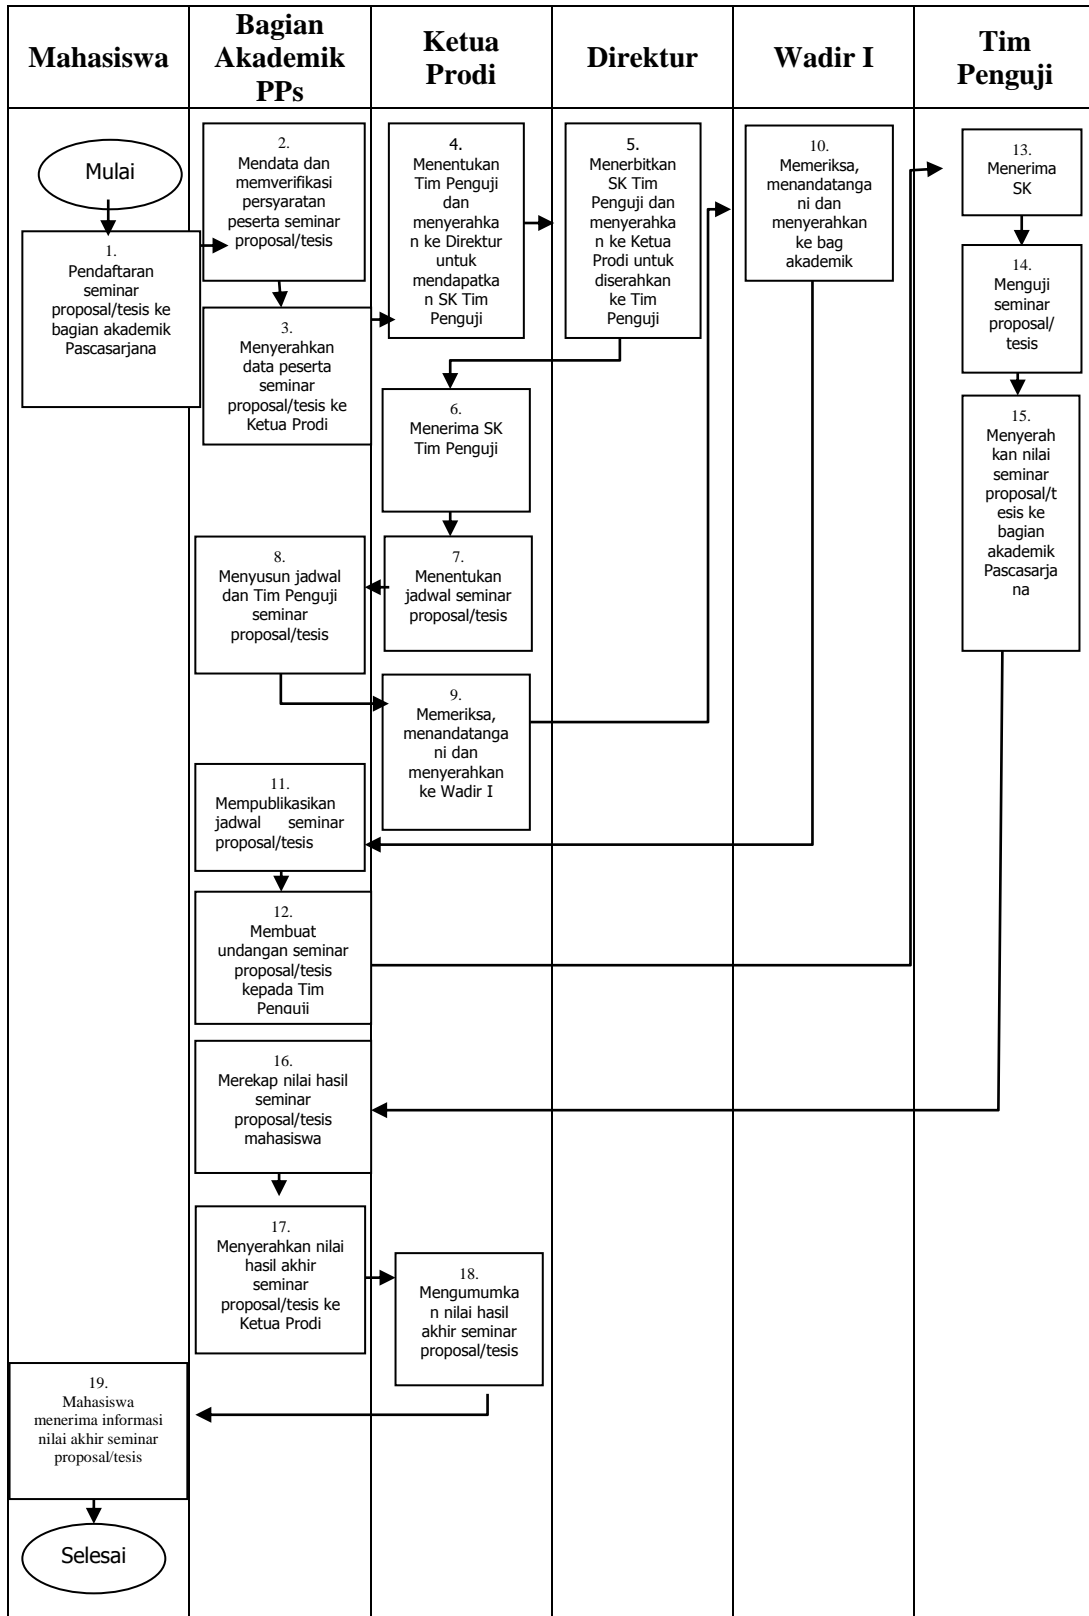 Mahasiswa
Bagian
Akademik
PPs
Ketua
Prodi
Direktur
Wadir I
Tim
Penguji
Mulai
1.
Pendaftaran
seminar
proposal/tesis ke
bagian akademik
Pascasarjana
2.
Mendata dan
memverifikasi
persyaratan
peserta seminar
proposal/tesis
3.
Menyerahkan
data peserta
seminar
proposal/tesis ke
Ketua Prodi
4.
Menentukan
Tim Penguji
dan
menyerahka
n ke Direktur
untuk
mendapatka
n SK Tim
Penguji
5.
Menerbitkan
SK Tim
Penguji dan
menyerahka
n ke Ketua
Prodi untuk
diserahkan
ke Tim
Penguji
6.
Menerima SK
Tim Penguji
7.
Menentukan
jadwal seminar
proposal/tesis
8.
Menyusun jadwal
dan Tim Penguji
seminar
proposal/tesis
9.
Memeriksa,
menandatanga
ni dan
menyerahkan
ke Wadir I
10.
Memeriksa,
menandatanga
ni dan
menyerahkan
ke bag
akademik
11.
Mempublikasikan
jadwal seminar
proposal/tesis
12.
Membuat
undangan seminar
proposal/tesis
kepada Tim
Penguji
13.
Menerima
SK
14.
Menguji
seminar
proposal/
tesis
15.
Menyerah
kan nilai
seminar
proposal/t
esis ke
bagian
akademik
Pascasarja
na
16.
Merekap nilai hasil
seminar
proposal/tesis
mahasiswa
17.
Menyerahkan nilai
hasil akhir
seminar
proposal/tesis ke
Ketua Prodi
18.
Mengumumka
n nilai hasil
akhir seminar
proposal/tesis
19.
Mahasiswa
menerima informasi
nilai akhir seminar
proposal/tesis
Selesai